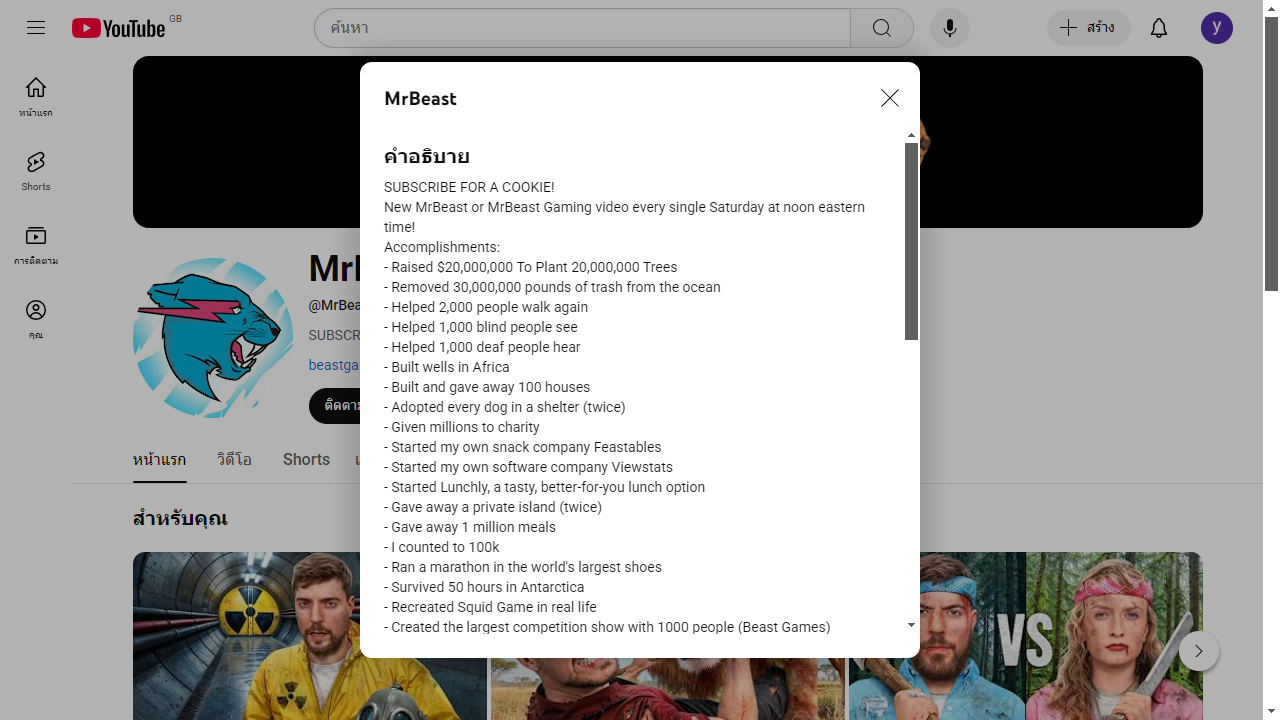 YouTube GB
ค้นหา
สร้าง
y
หน้าแรก
Shorts
การติดตาม
คุณ
MrBeast
คำอธิบาย
SUBSCRIBE FOR A COOKIE!
New MrBeast or MrBeast Gaming video every single Saturday at noon eastern
time!
Accomplishments:
- Raised $20,000,000 To Plant 20,000,000 Trees
- Removed 30,000,000 pounds of trash from the ocean
- Helped 2,000 people walk again
- Helped 1,000 blind people see
- Helped 1,000 deaf people hear
- Built wells in Africa
- Built and gave away 100 houses
- Adopted every dog in a shelter (twice)
- Given millions to charity
- Started my own snack company Feastables
- Started my own software company Viewstats
- Started Lunchly, a tasty, better-for-you lunch option
- Gave away a private island (twice)
- Gave away 1 million meals
- I counted to 100k
- Ran a marathon in the world's largest shoes
- Survived 50 hours in Antarctica
- Recreated Squid Game in real life
- Created the largest competition show with 1000 people (Beast Games)
หน้าแรก
วิดีโอ
Shorts
สำหรับคุณ
VS